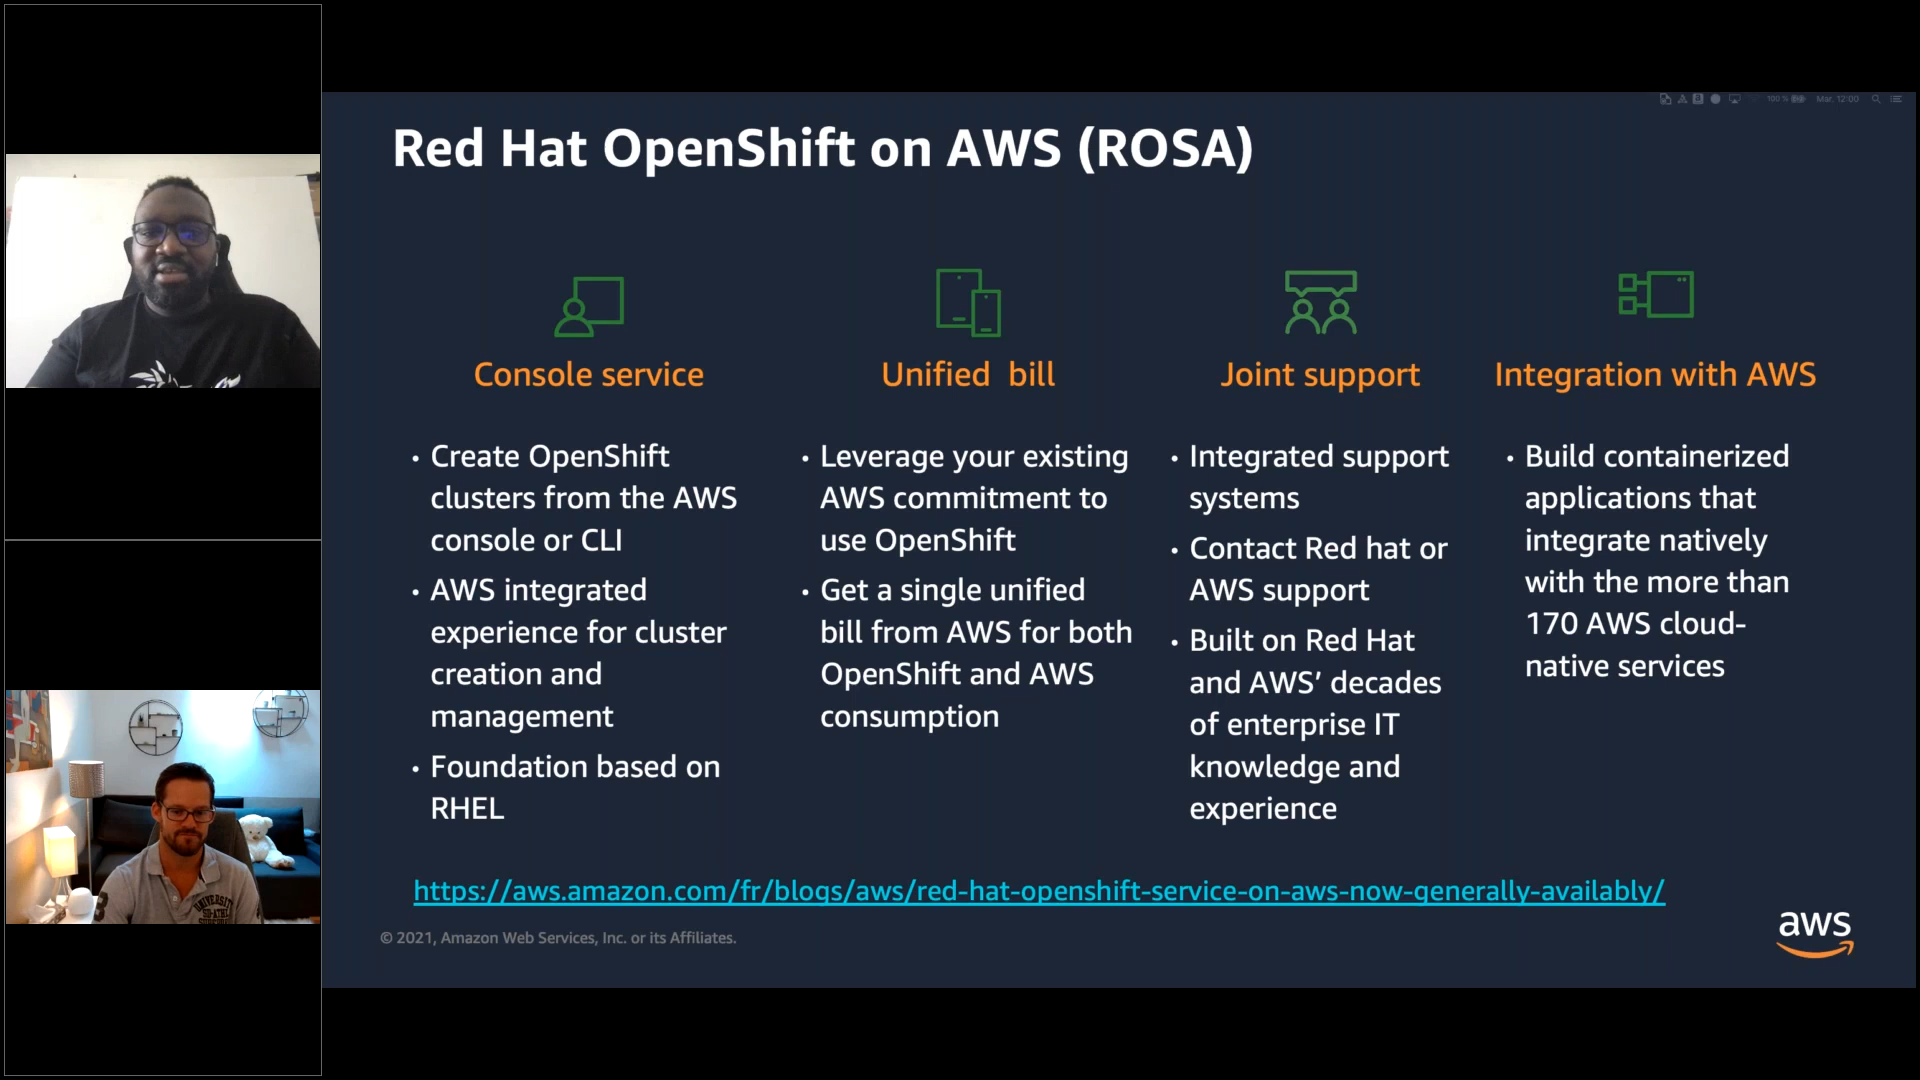 100 %
Mar. 12:00
Red Hat OpenShift on AWS (ROSA)
Console service
Create OpenShift
clusters from the AWS
console or CLI
AWS integrated
experience for cluster
creation and
management
Foundation based on
RHEL
Unified bill
Leverage your existing
AWS commitment to
use OpenShift
Get a single unified
bill from AWS for both
OpenShift and AWS
consumption
Joint support
Integrated support
systems
Contact Red hat or
AWS support
Built on Red Hat
and AWS’ decades
of enterprise IT
knowledge and
experience
Integration with AWS
Build containerized
applications that
integrate natively
with the more than
170 AWS cloud-
native services
https://aws.amazon.com/fr/blogs/aws/red-hat-openshift-service-on-aws-now-generally-availably/
© 2021, Amazon Web Services, Inc. or its Affiliates.
aws
UNIVERSITY